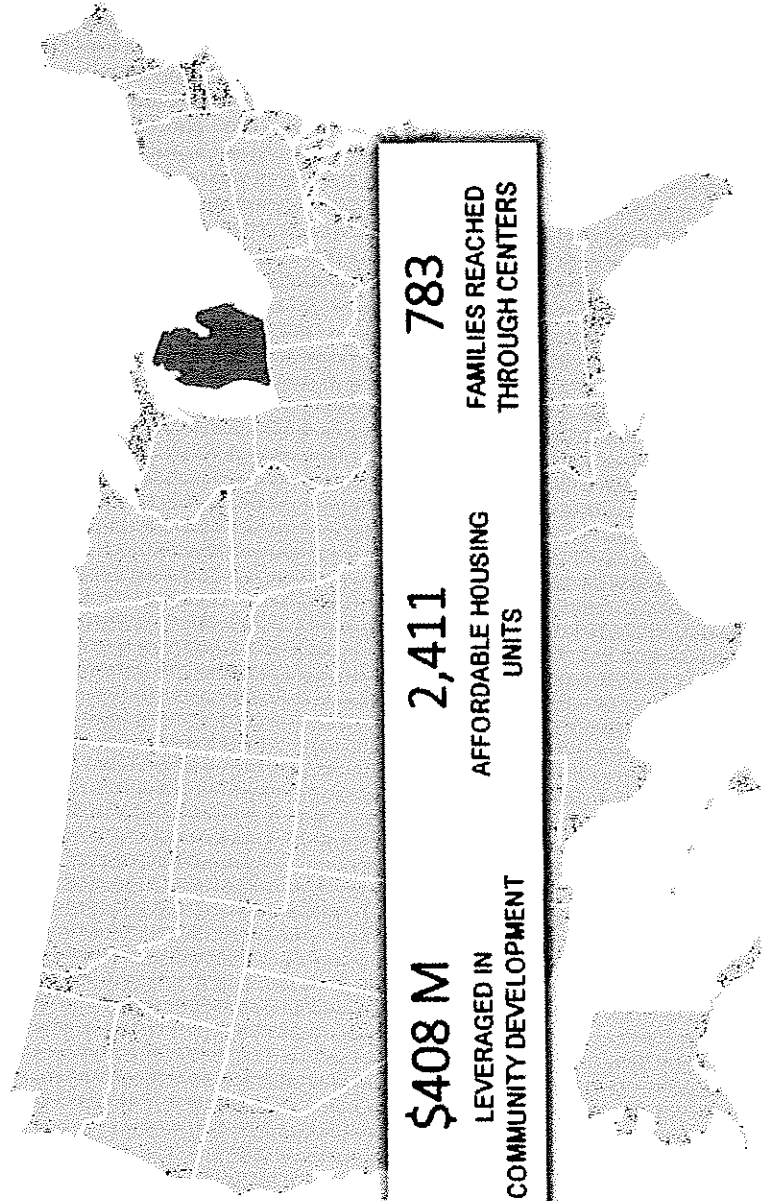 $408 M
LEVERAGED IN
COMMUNITY DEVELOPMENT
2,411
AFFORDABLE HOUSING
UNITS
783
FAMILIES REACHED
THROUGH CENTERS